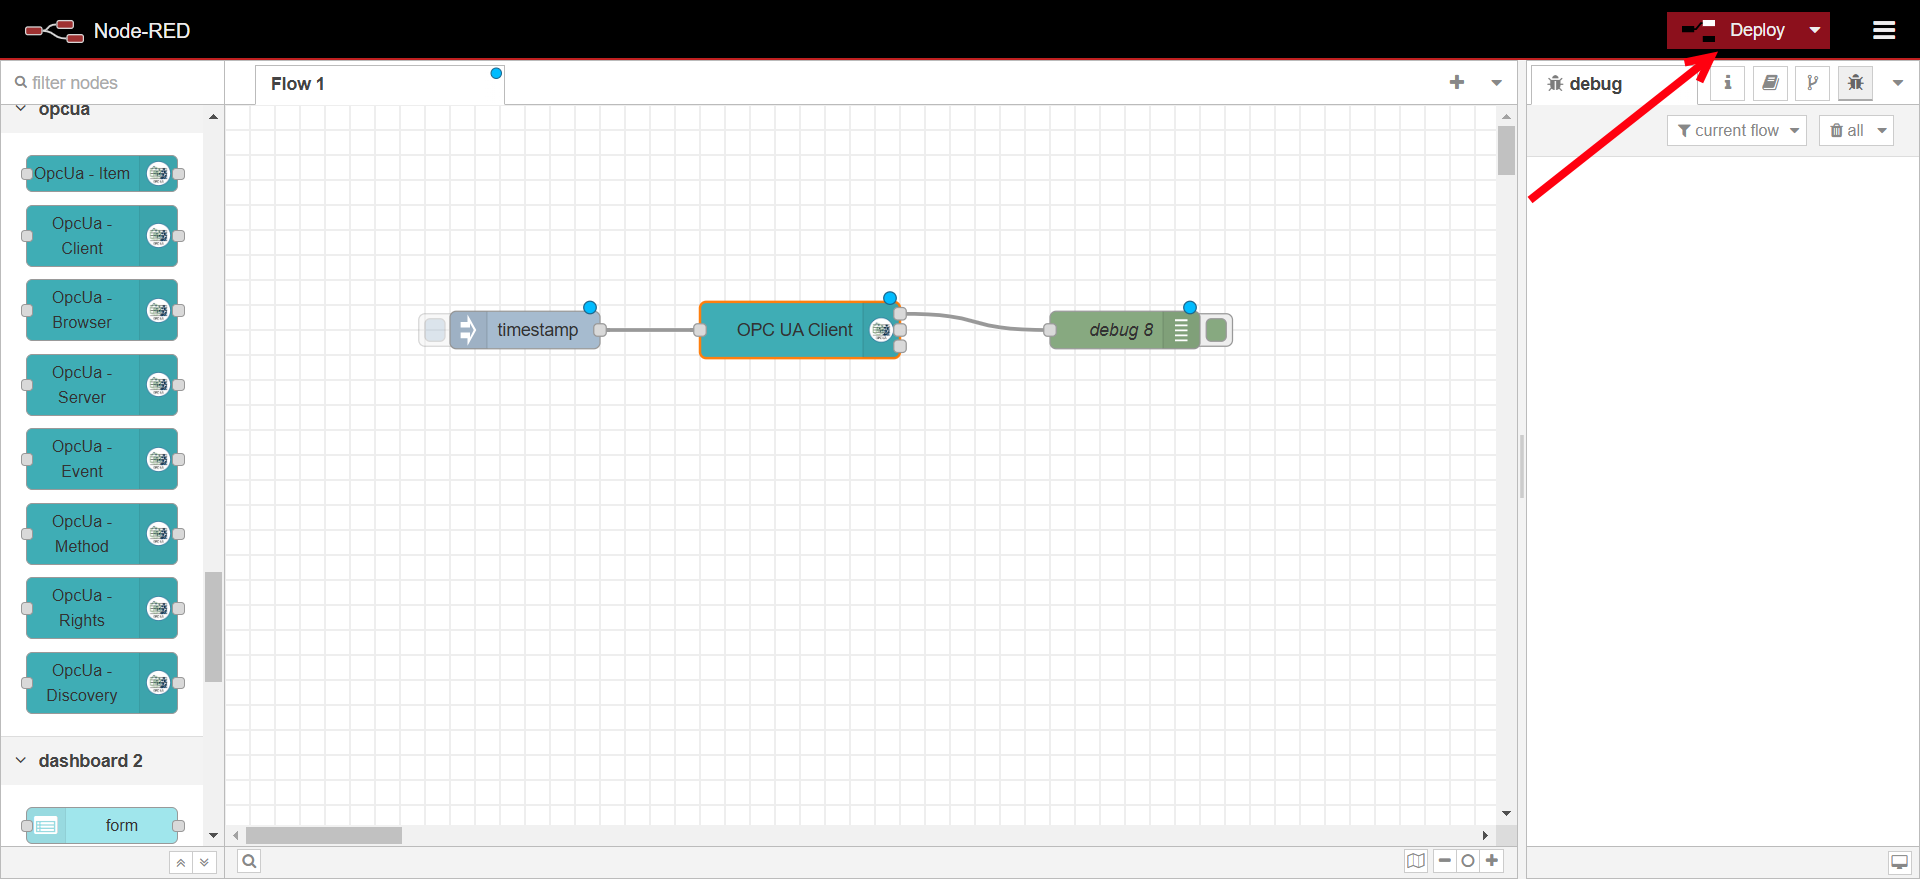 Node-RED
Deploy
filter nodes
opcua
OpcUa - Item
OpcUa -
Client
OpcUa -
Browser
OpcUa -
Server
OpcUa -
Event
OpcUa -
Method
OpcUa -
Rights
OpcUa -
Discovery
dashboard 2
form
Flow 1
timestamp
OPC UA Client
debug 8
debug
current flow
all